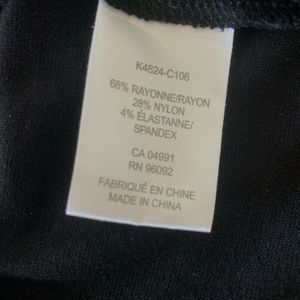 K4824-C106
68% RAYONNE/RAYON
28% NYLON
4% ÉLASTANNE/
SPANDEX
CA 04991
RN 96092
FABRIQUÉ EN CHINE
MADE IN CHINA